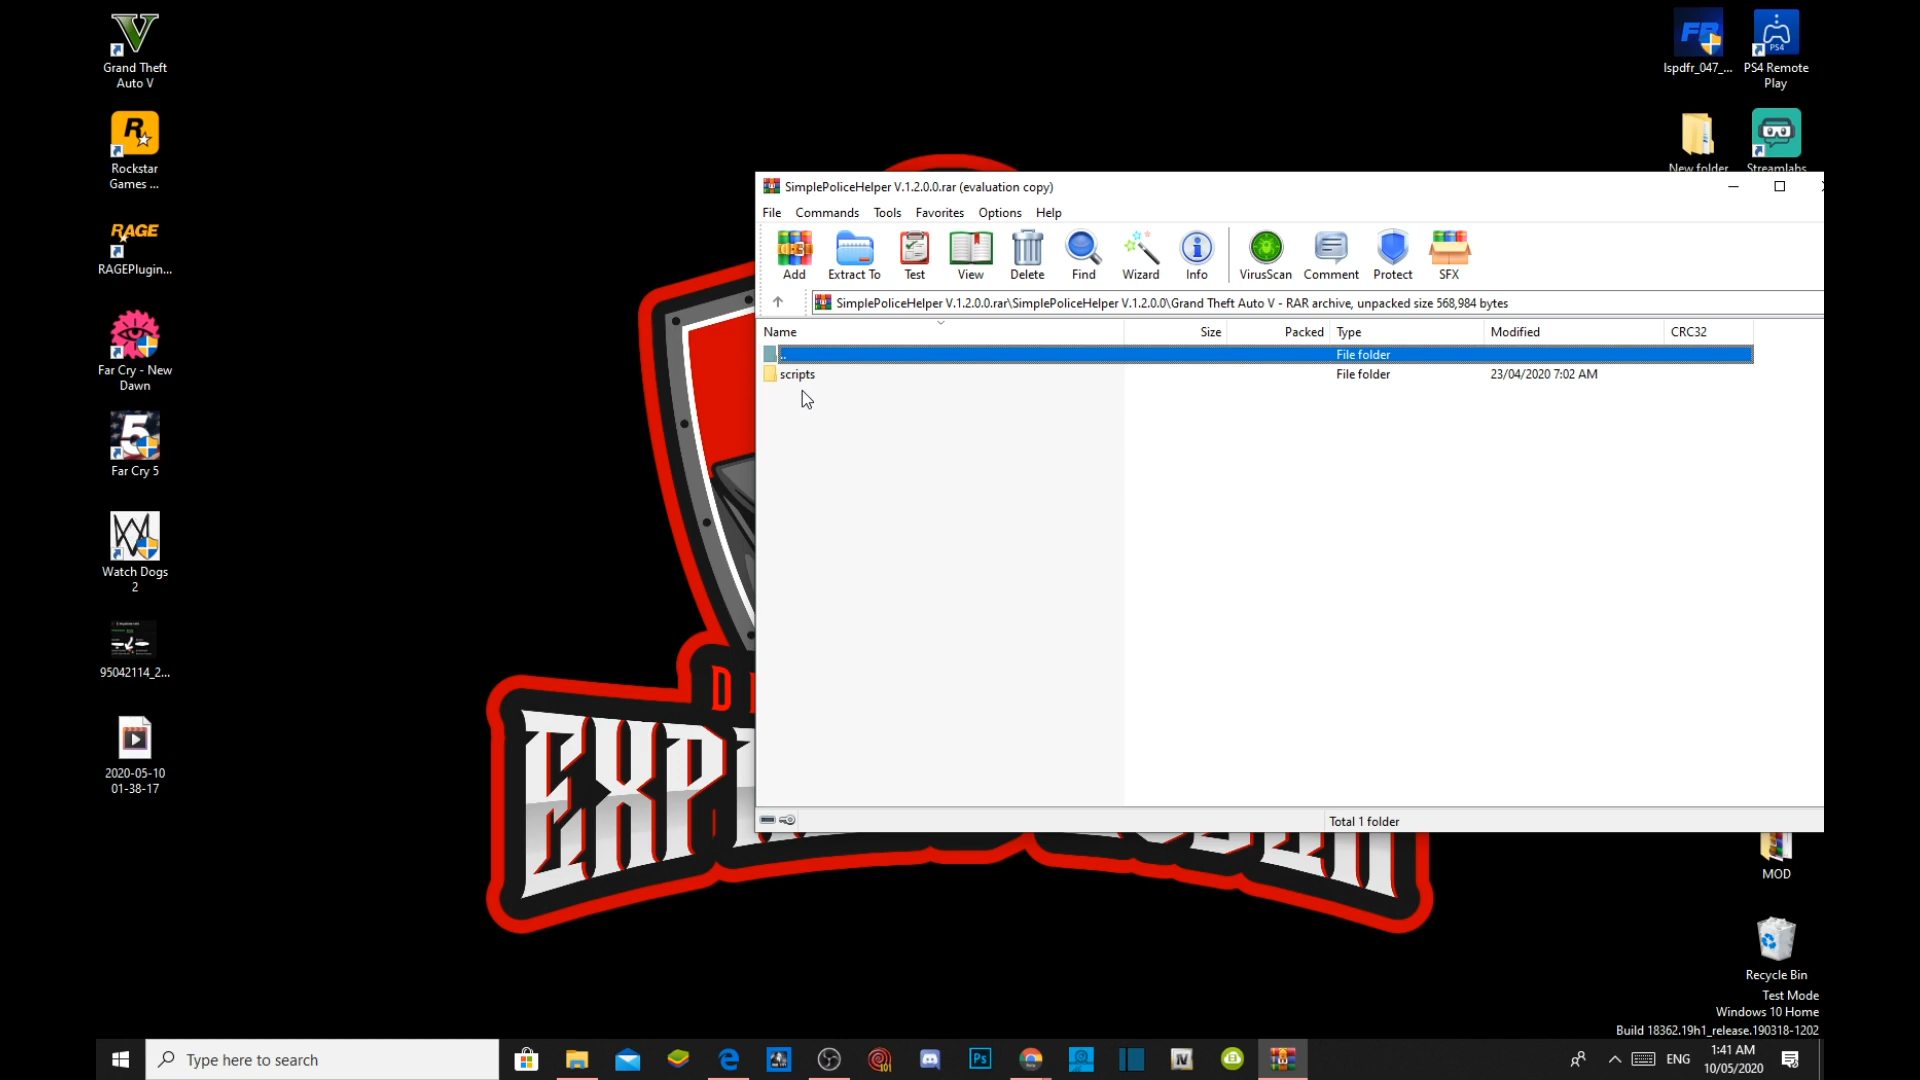 Grand Theft
Auto V
Rockstar
Games ...
RAGE
RAGEPlugin...
Far Cry - New
Dawn
5
Far Cry 5
Watch Dogs
2
95042114_2...
2020-05-10
01-38-17
lspdfr_047_...
PS4
PS4 Remote
Play
New folder
Streamlabs
SimplePoliceHelper V.1.2.0.0.rar (evaluation copy)
File Commands Tools Favorites Options Help
Add Extract To Test View Delete Find Wizard Info VirusScan Comment Protect SFX
SimplePoliceHelper V.1.2.0.0.rar\SimplePoliceHelper V.1.2.0.0\Grand Theft Auto V - RAR archive, unpacked size 568,984 bytes
Name Size Packed Type Modified CRC32
.. File folder
scripts File folder 23/04/2020 7:02 AM
Total 1 folder
MOD
Recycle Bin
Test Mode
Windows 10 Home
Build 18362.19h1_release.190318-1202
Type here to search
101
Ps
IV
ENG
1:41 AM
10/05/2020